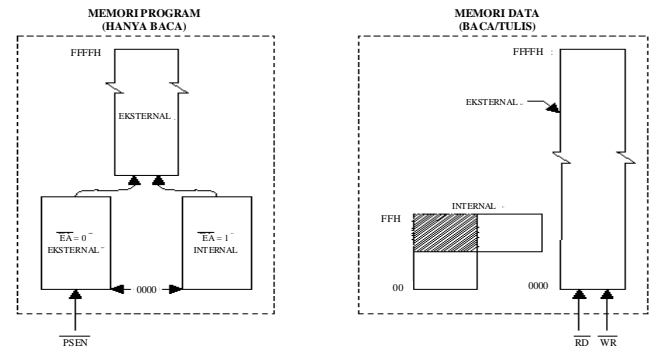 MEMORI PROGRAM
(HANYA BACA)
FFFFH
EKSTERNAL
EA = 0
EKSTERNAL
EA = 1
INTERNAL
0000
PSEN
MEMORI DATA
(BACA/TULIS)
FFFFH
EKSTERNAL
INTERNAL
FFH
00
0000
RD WR